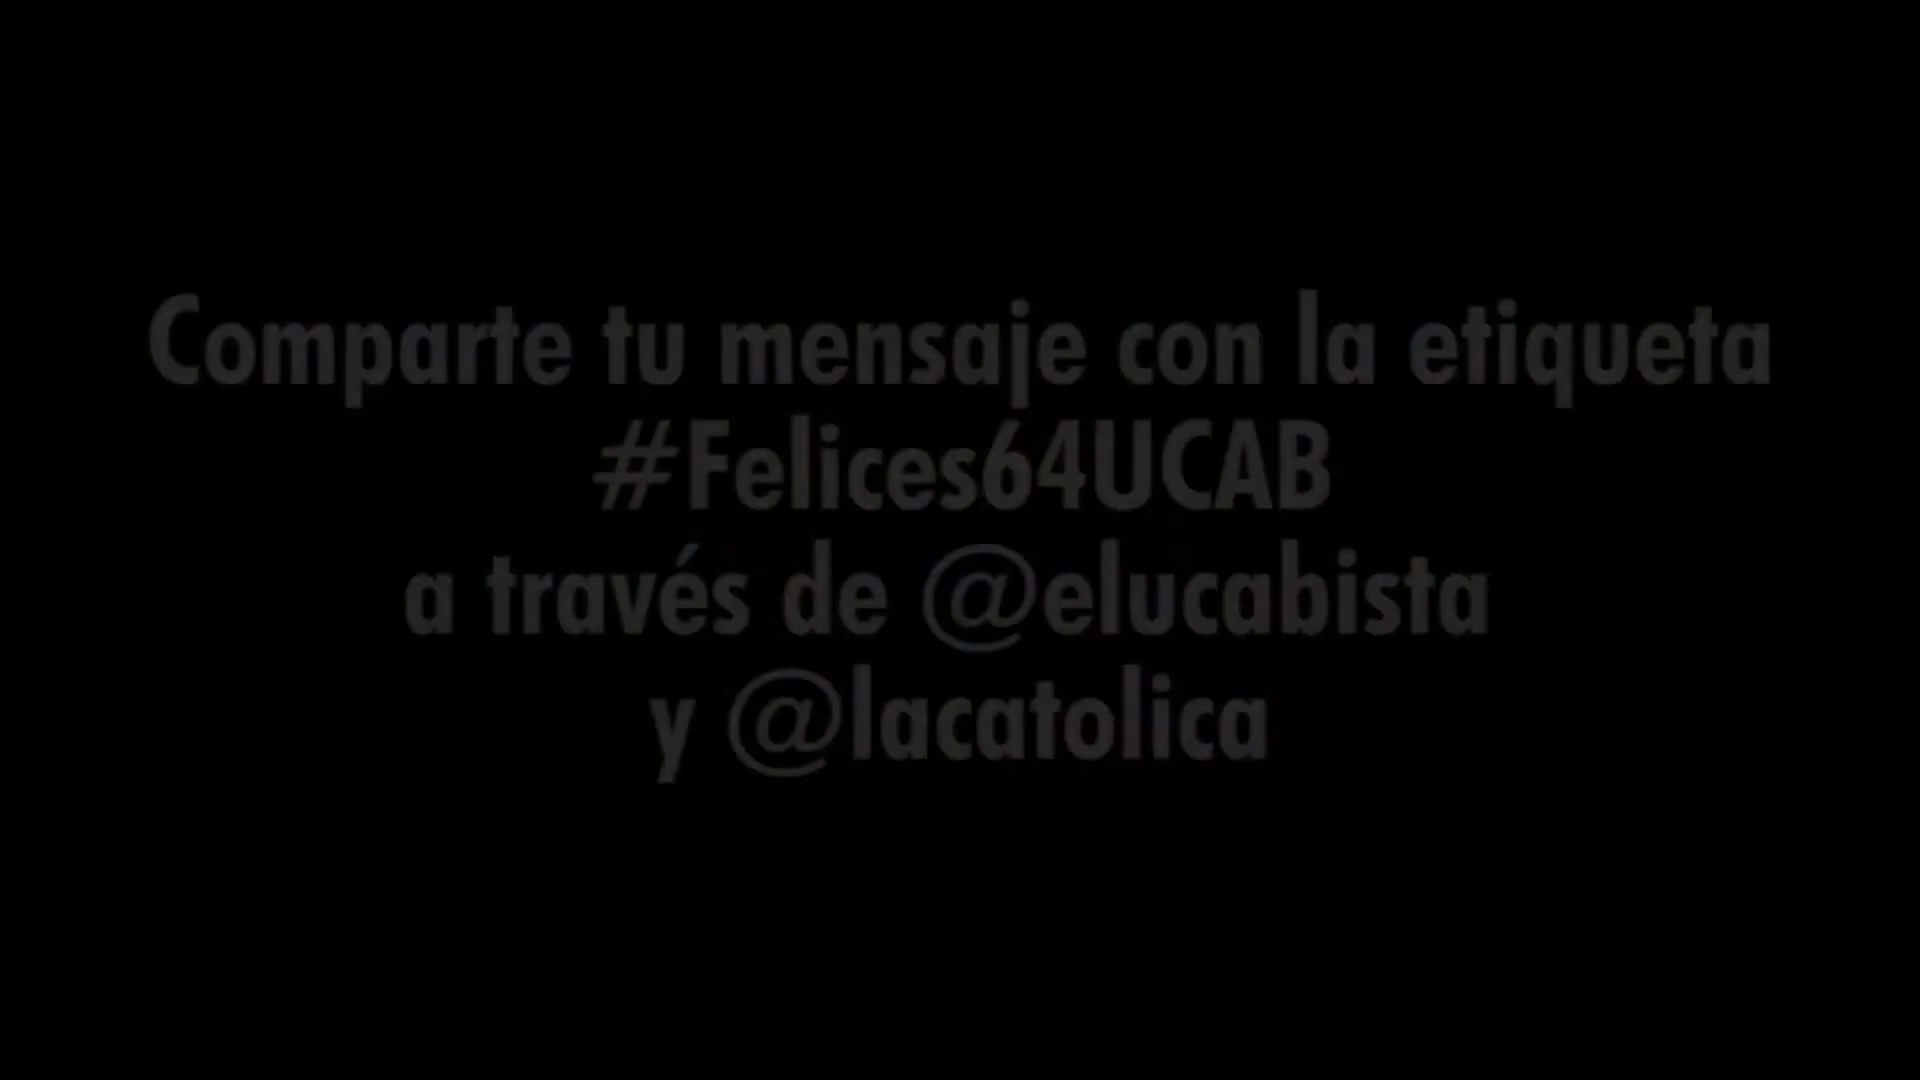 Comparte tu mensaje con la etiqueta
#Felices64UCAB
a través de @elucabista
y @lacatolica